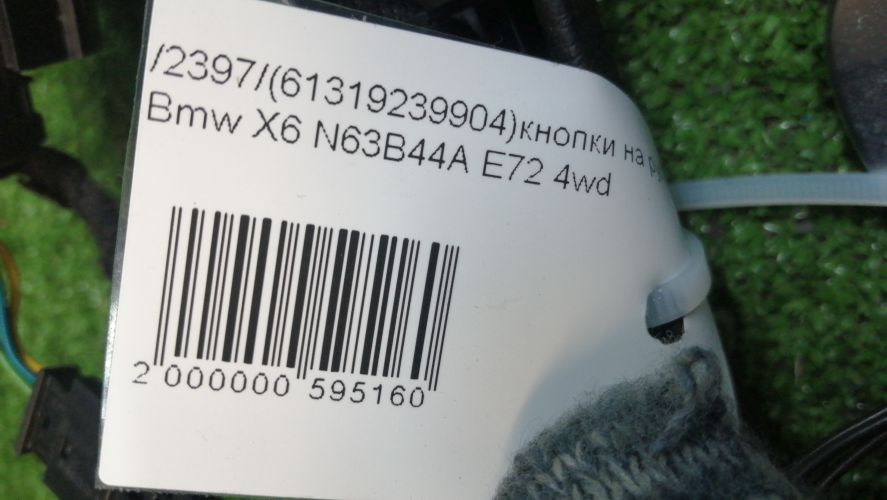 /2397/(61319239904)кнопки на
Bmw X6 N63B44A E72 4wd
2 000000 595160